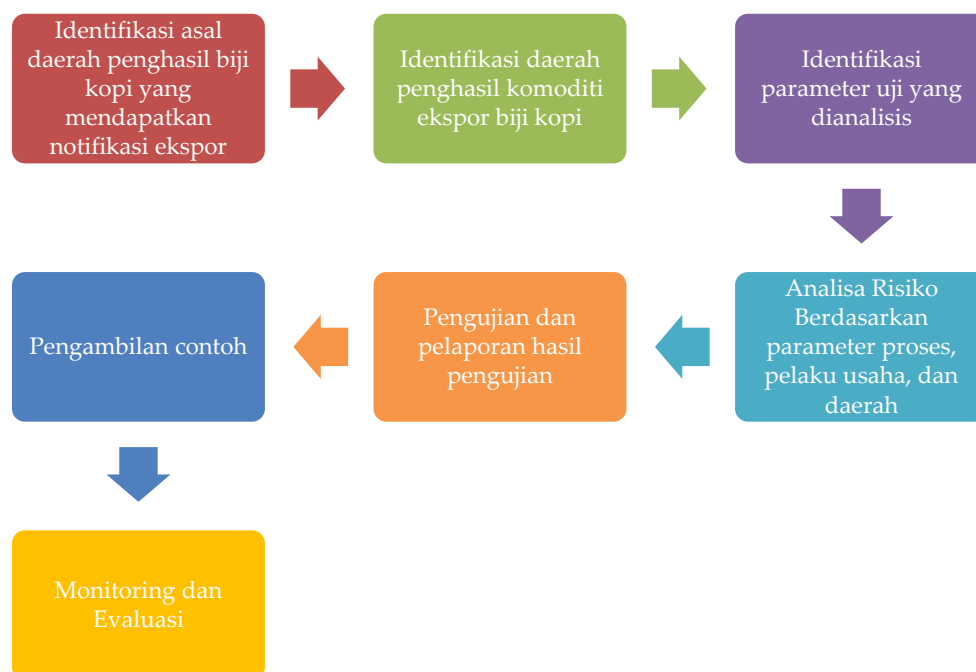 Identifikasi asal
daerah penghasil biji
kopi yang
mendapatkan
notifikasi ekspor
Identifikasi daerah
penghasil komoditi
ekspor biji kopi
Identifikasi
parameter uji yang
dianalisis
Analisa Risiko
Berdasarkan
parameter proses,
pelaku usaha, dan
daerah
Pengujian dan
pelaporan hasil
pengujian
Pengambilan contoh
Monitoring dan
Evaluasi